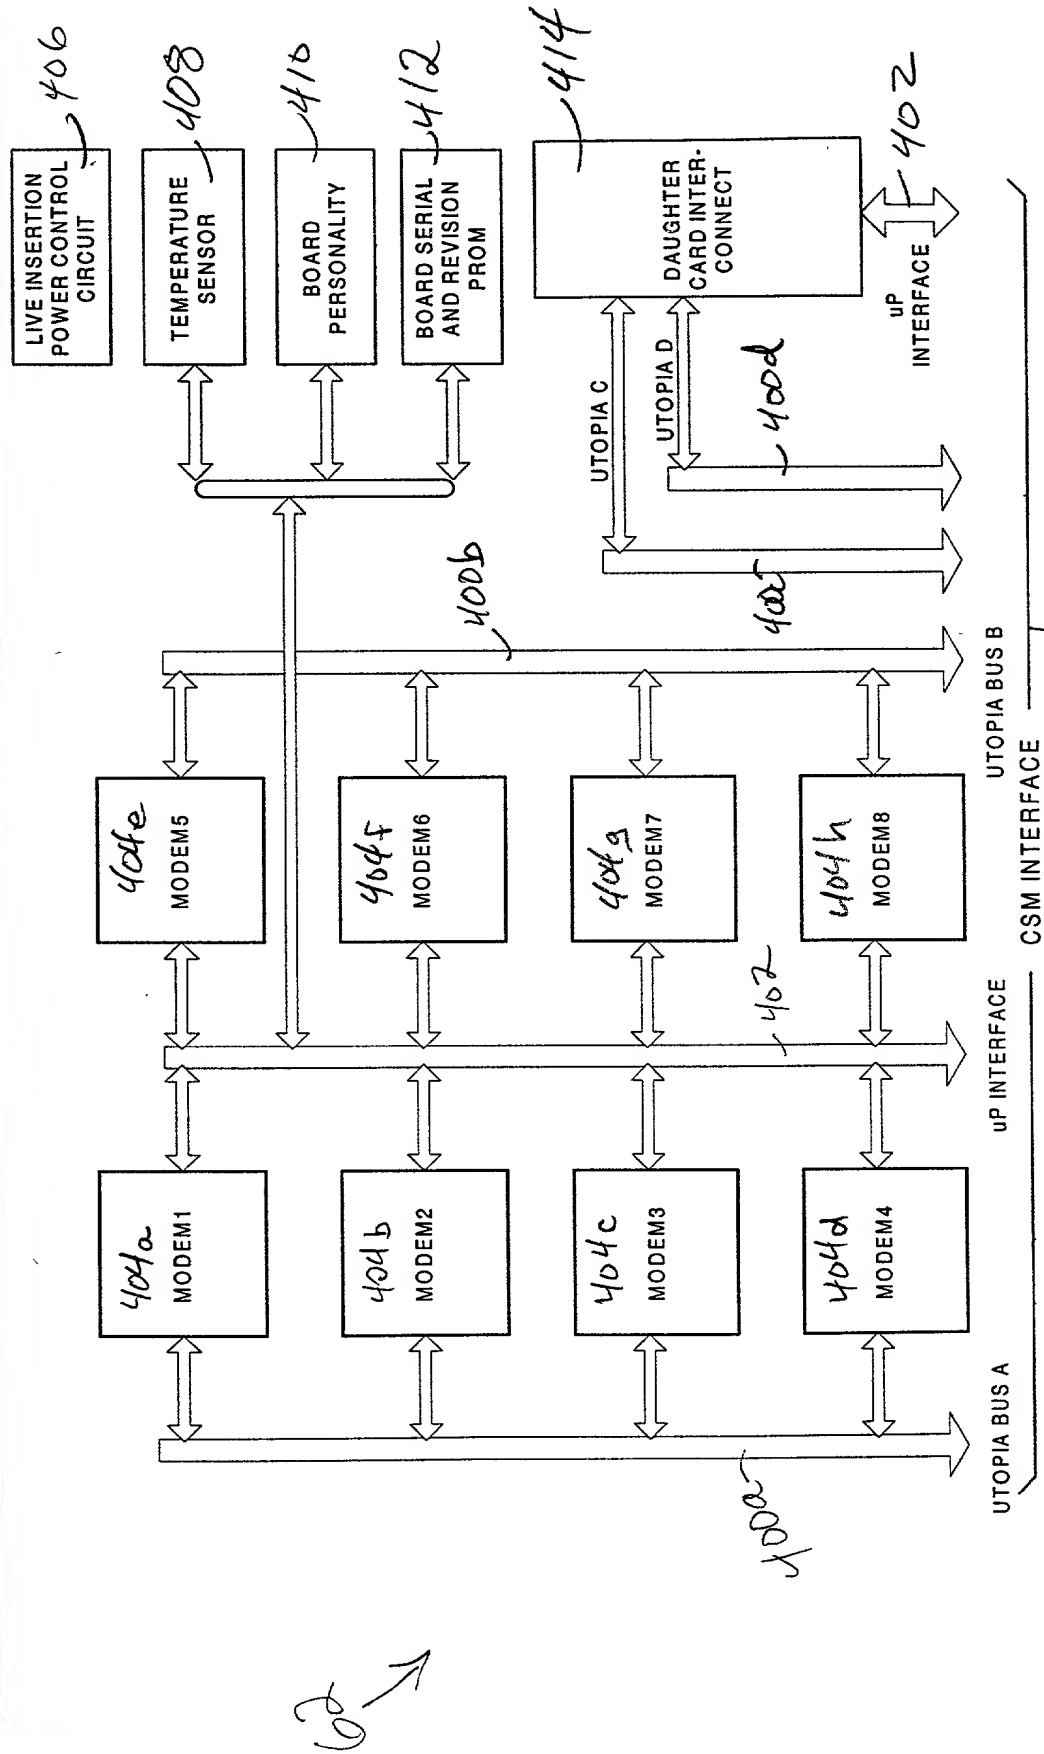 LIVE INSERTION
POWER CONTROL
CIRCUIT
406
TEMPERATURE
SENSOR
408
BOARD
PERSONALITY
410
BOARD SERIAL
AND REVISION
PROM
412
DAUGHTER
CARD INTER-
CONNECT
414
UTOPIA C
UTOPIA D
400d
uP
INTERFACE
402
400c
400b
404e
MODEM5
404f
MODEM6
404g
MODEM7
404h
MODEM8
402
404a
MODEM1
404b
MODEM2
404c
MODEM3
404d
MODEM4
400a
UTOPIA BUS A
uP INTERFACE
UTOPIA BUS B
CSM INTERFACE
62